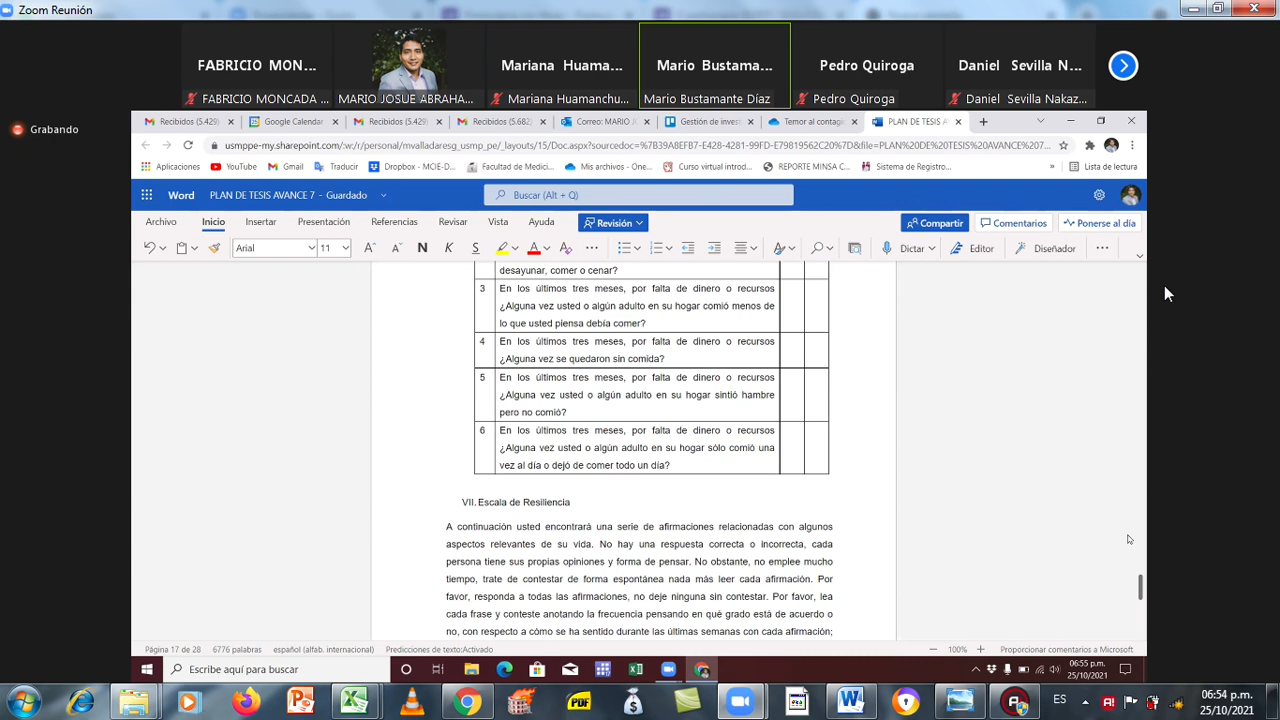 Zoom Reunión
FABRICIO MON...
Mariana Huama...
Mario Bustama...
Pedro Quiroga
Daniel Sevilla N...
FABRICIO MONCADA ...
MARIO JOSUE ABRAHA...
Mariana Huamanchu...
Mario Bustamante Díaz
Pedro Quiroga
Daniel Sevilla Nakaz...
Grabando
Recibidos (5.429)
Google Calendar
Recibidos (5.429)
Recibidos (5.682)
Correo: MARIO J
Gestión de inves
Temor al contagi
PLAN DE TESIS A
usmppe-my.sharepoint.com/:w:/r/personal/mvalladaresg_usmp_pe/_layouts/15/Doc.aspx?sourcedoc=%7B39A8EFB7-E428-4281-99FD-E79819562C20%7D&file=PLAN%20DE%20TESIS%20AVANCE%207...
Aplicaciones
YouTube
Gmail
Traducir
Dropbox - MCIE-D...
Facultad de Medici...
Mis archivos - One...
Curso virtual introd...
REPORTE MINSA C...
Sistema de Registro...
Lista de lectura
Word
PLAN DE TESIS AVANCE 7 - Guardado
Buscar (Alt + Q)
Archivo
Inicio
Insertar
Presentación
Referencias
Revisar
Vista
Ayuda
Revisión
Compartir
Comentarios
Ponerse al día
Arial
11
N
K
S
Dictar
Editor
Diseñador
desayunar, comer o cenar?
3
En los últimos tres meses, por falta de dinero o recursos
¿Alguna vez usted o algún adulto en su hogar comió menos de
lo que usted piensa debía comer?
4
En los últimos tres meses, por falta de dinero o recursos
¿Alguna vez se quedaron sin comida?
5
En los últimos tres meses, por falta de dinero o recursos
¿Alguna vez usted o algún adulto en su hogar sintió hambre
pero no comió?
6
En los últimos tres meses, por falta de dinero o recursos
¿Alguna vez usted o algún adulto en su hogar sólo comió una
vez al día o dejó de comer todo un día?
VII. Escala de Resiliencia
A continuación usted encontrará una serie de afirmaciones relacionadas con algunos
aspectos relevantes de su vida. No hay una respuesta correcta o incorrecta, cada
persona tiene sus propias opiniones y forma de pensar. No obstante, no emplee mucho
tiempo, trate de contestar de forma espontánea nada más leer cada afirmación. Por
favor, responda a todas las afirmaciones, no deje ninguna sin contestar. Por favor, lea
cada frase y conteste anotando la frecuencia pensando en qué grado está de acuerdo o
no, con respecto a cómo se ha sentido durante las últimas semanas con cada afirmación;
Página 17 de 28
6776 palabras
español (alfab. internacional)
Predicciones de texto:Activado
100%
Proporcionar comentarios a Microsoft
Escribe aquí para buscar
06:55 p.m.
25/10/2021
ES
06:54 p.m.
25/10/2021